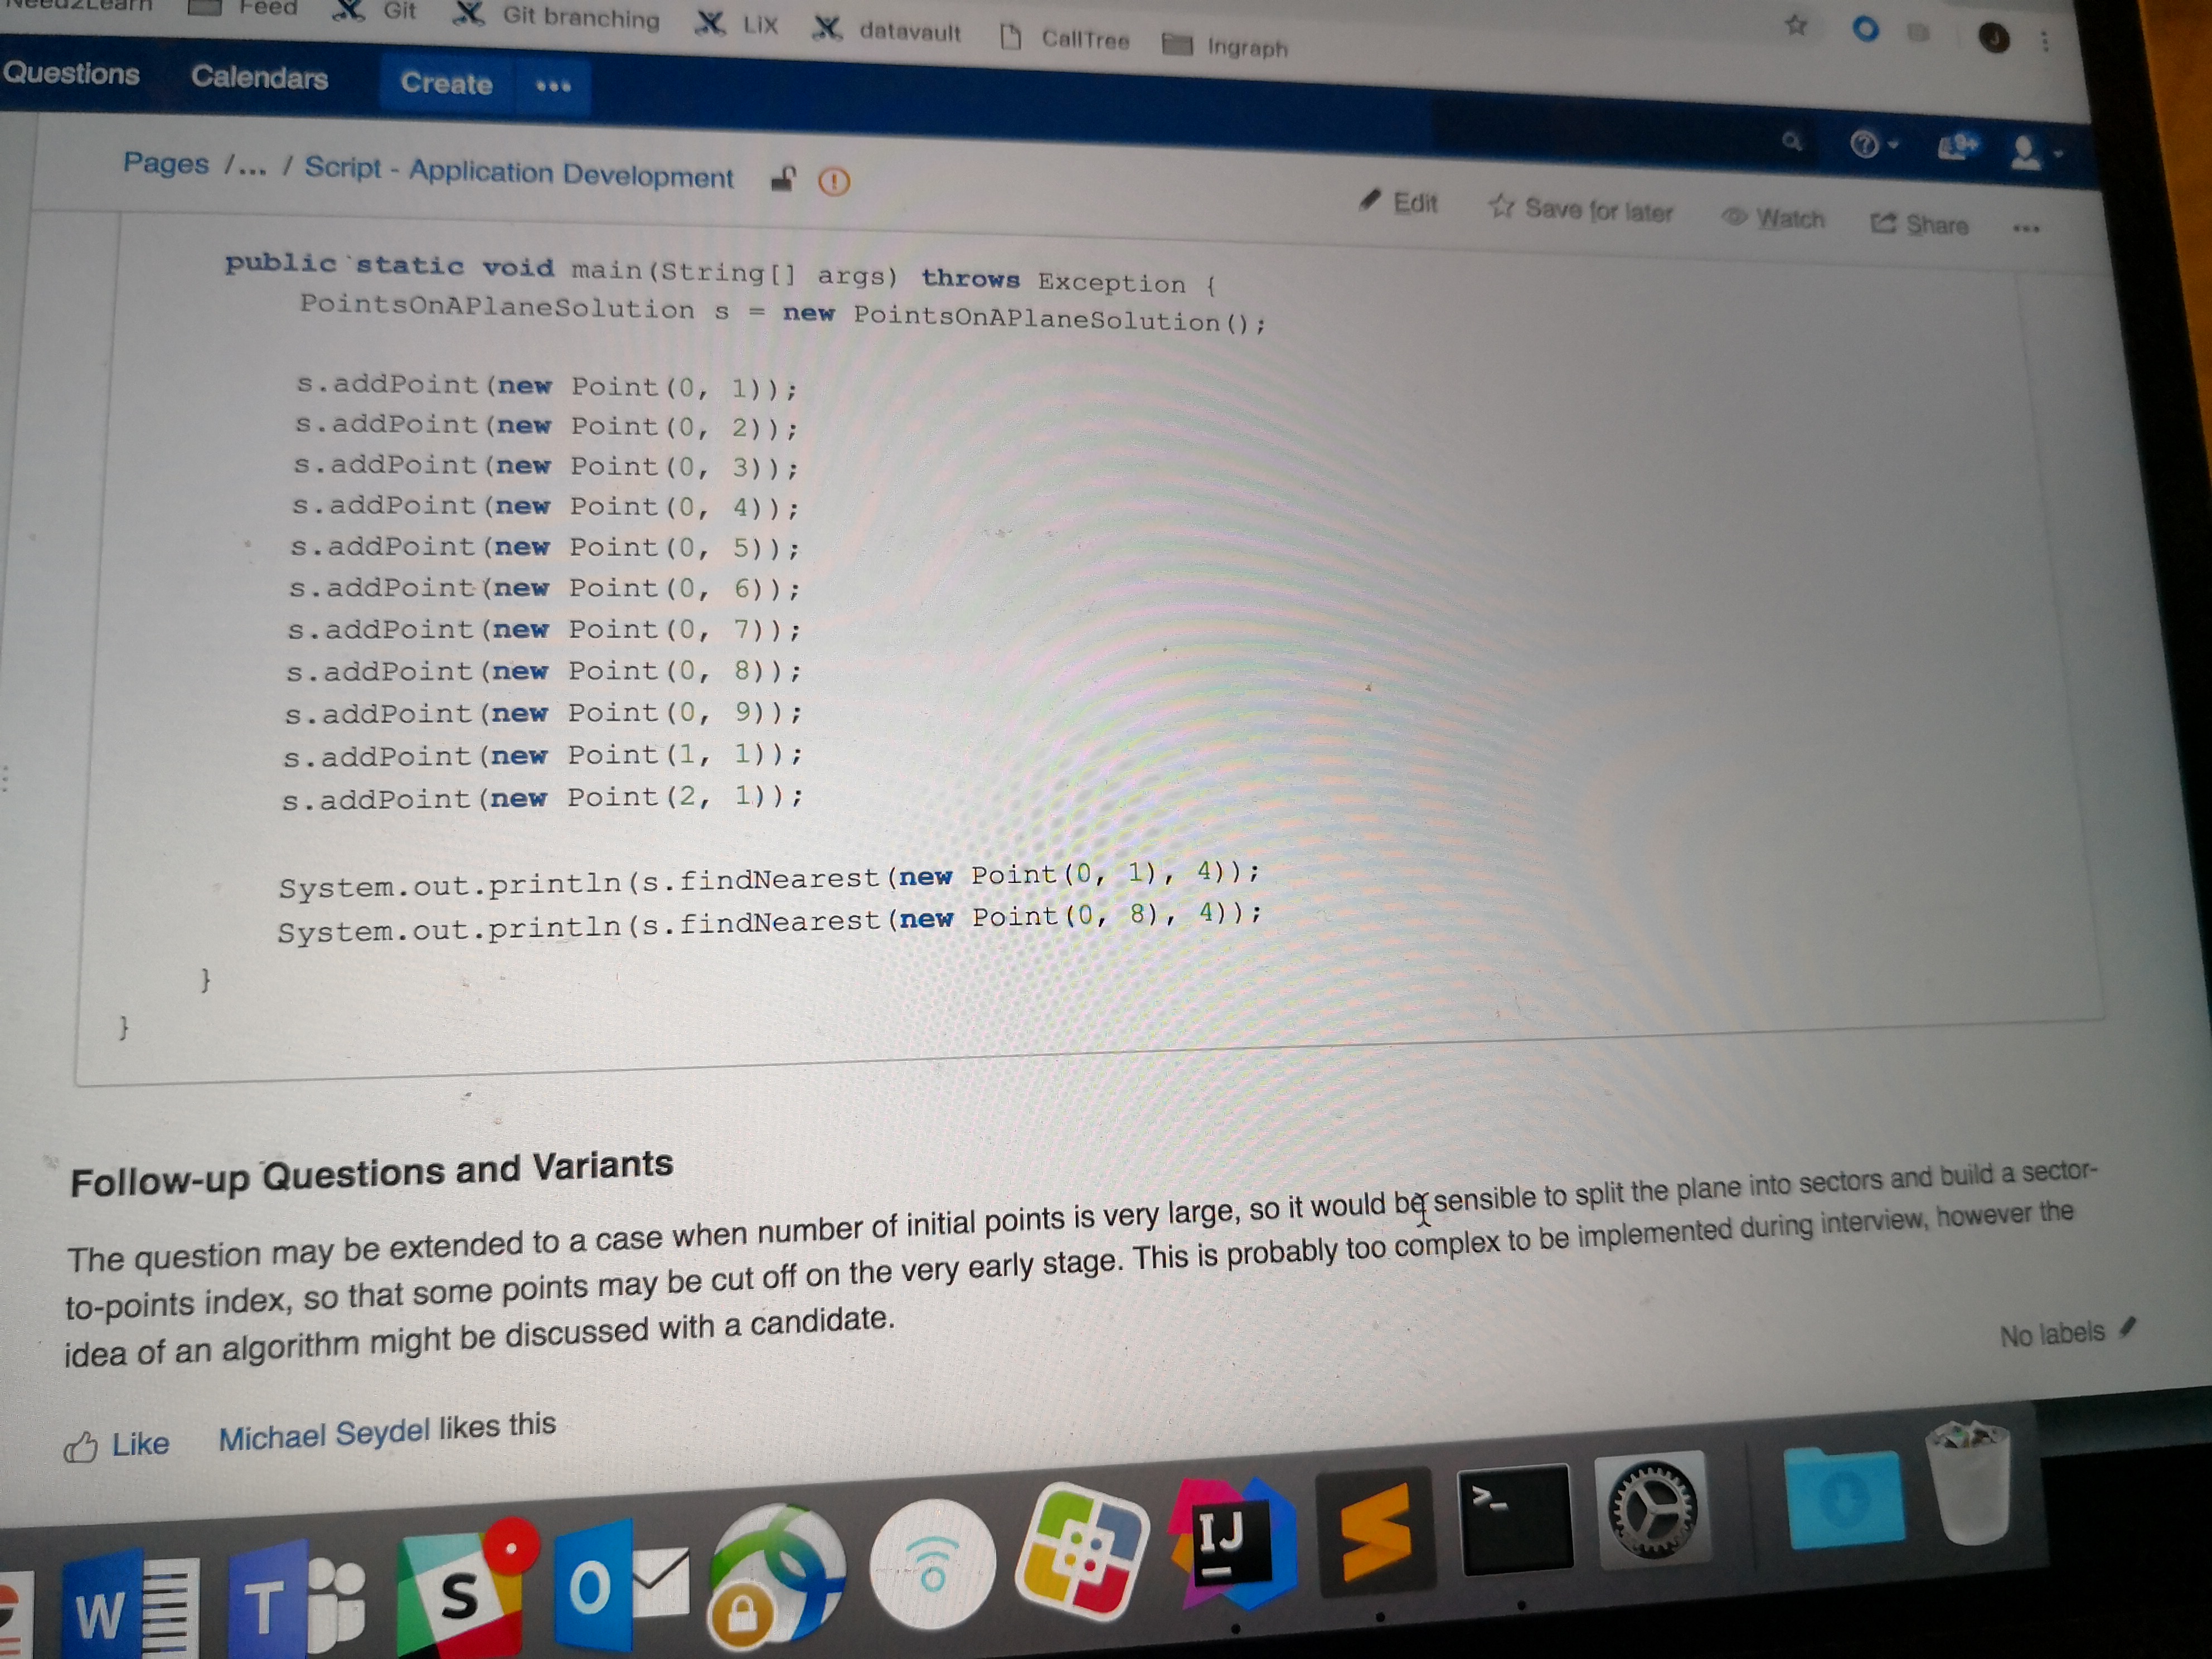 Feed Git Git branching LiX datavault CallTree Ingraph
J
Questions Calendars Create •••
9+
Pages /... / Script - Application Development
Edit Save for later Watch Share •••
public static void main(String[] args) throws Exception {
PointsOnAPlaneSolution s = new PointsOnAPlaneSolution();
s.addPoint(new Point(0, 1));
s.addPoint(new Point(0, 2));
s.addPoint(new Point(0, 3));
s.addPoint(new Point(0, 4));
s.addPoint(new Point(0, 5));
s.addPoint(new Point(0, 6));
s.addPoint(new Point(0, 7));
s.addPoint(new Point(0, 8));
s.addPoint(new Point(0, 9));
s.addPoint(new Point(1, 1));
s.addPoint(new Point(2, 1));
System.out.println(s.findNearest(new Point(0, 1), 4));
System.out.println(s.findNearest(new Point(0, 8), 4));
}
}
Follow-up Questions and Variants
The question may be extended to a case when number of initial points is very large, so it would be sensible to split the plane into sectors and build a sector-
to-points index, so that some points may be cut off on the very early stage. This is probably too complex to be implemented during interview, however the
idea of an algorithm might be discussed with a candidate.
No labels
Like Michael Seydel likes this
W T S O IJ >_